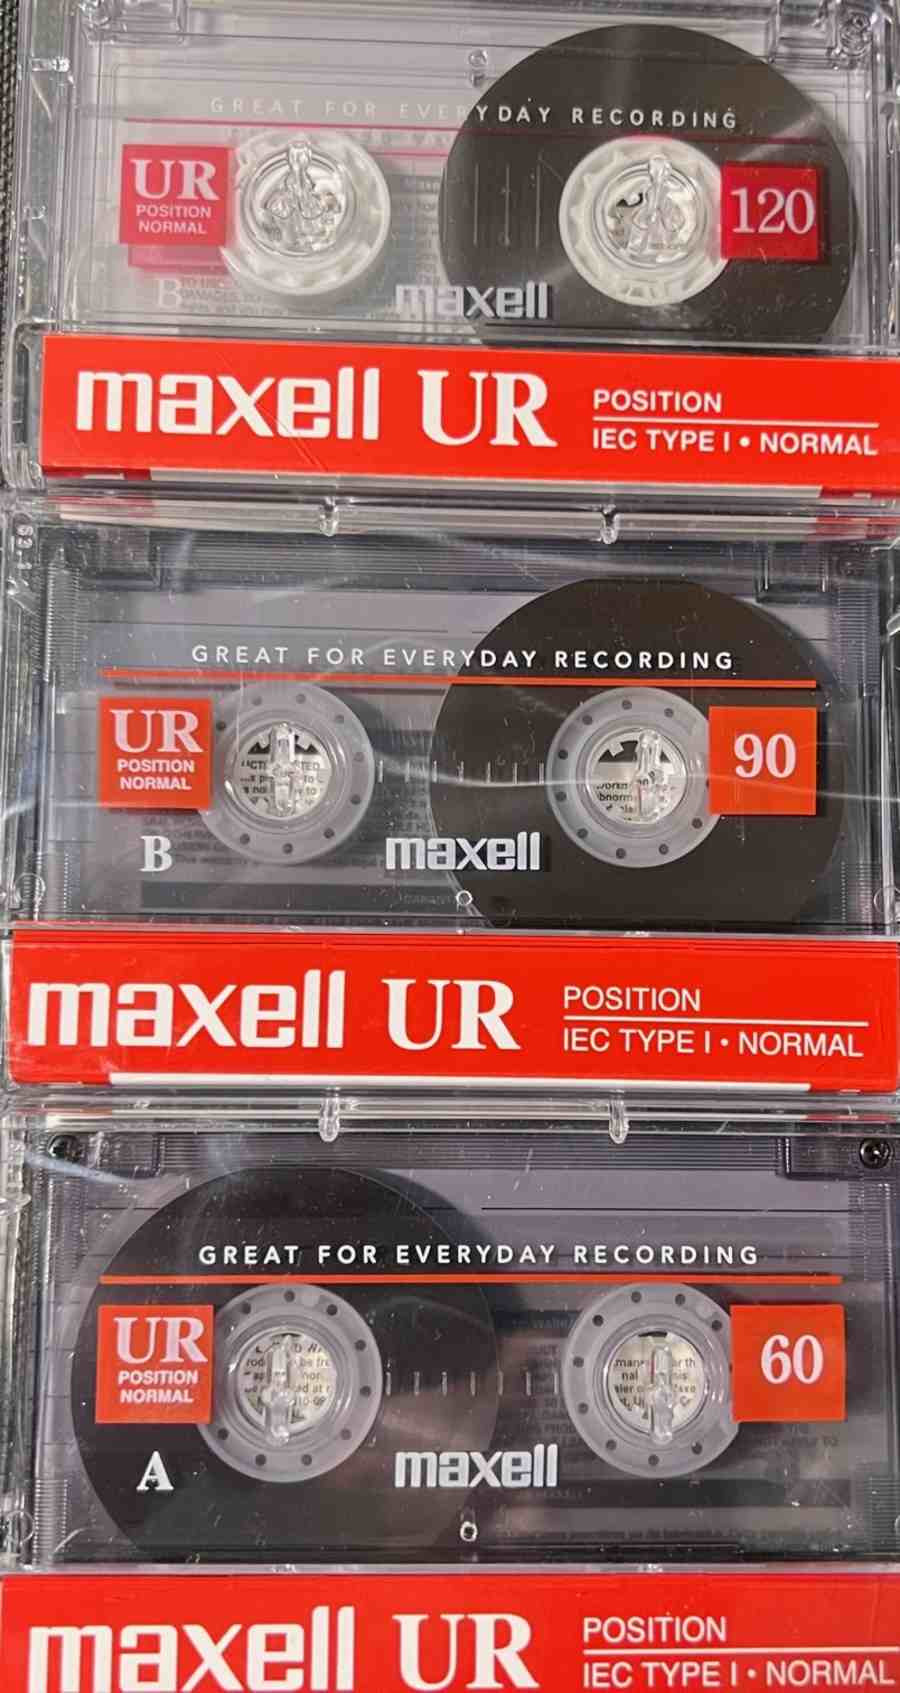 GREAT FOR EVERYDAY RECORDING
UR
POSITION
NORMAL
120
B
maxell
maxell UR
POSITION
IEC TYPE I • NORMAL
GREAT FOR EVERYDAY RECORDING
UR
POSITION
NORMAL
90
B
maxell
maxell UR
POSITION
IEC TYPE I • NORMAL
GREAT FOR EVERYDAY RECORDING
UR
POSITION
NORMAL
60
A
maxell
maxell UR
POSITION
IEC TYPE I • NORMAL